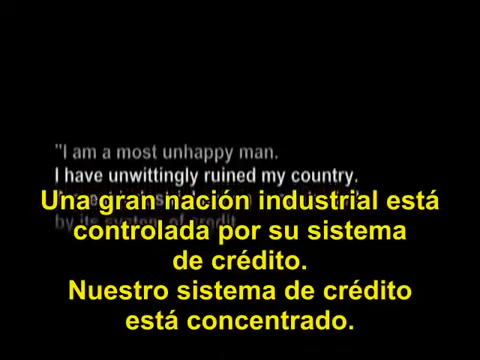 "I am a most unhappy man.
I have unwittingly ruined my country.
Una gran nación industrial está
controlada por su sistema
by its system of credit
de crédito.
Nuestro sistema de crédito
está concentrado.